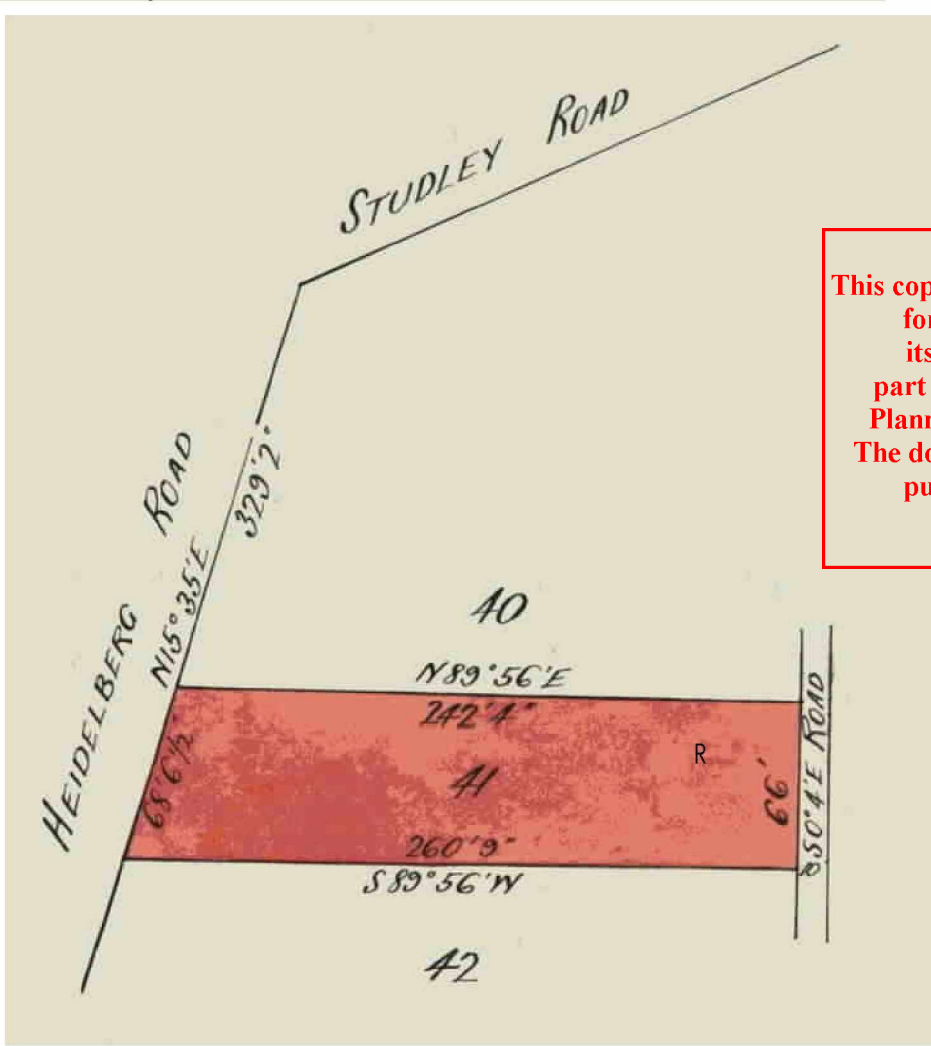 STUDLEY ROAD
This cop
for
its
part
Plann
The do
pu
HEIDELBERG ROAD
329'2"
N15°35'E
40
N89°56'E
242'4"
R
68'6½
41
66'
260'9"
S89°56'W
S0°4'E ROAD
42